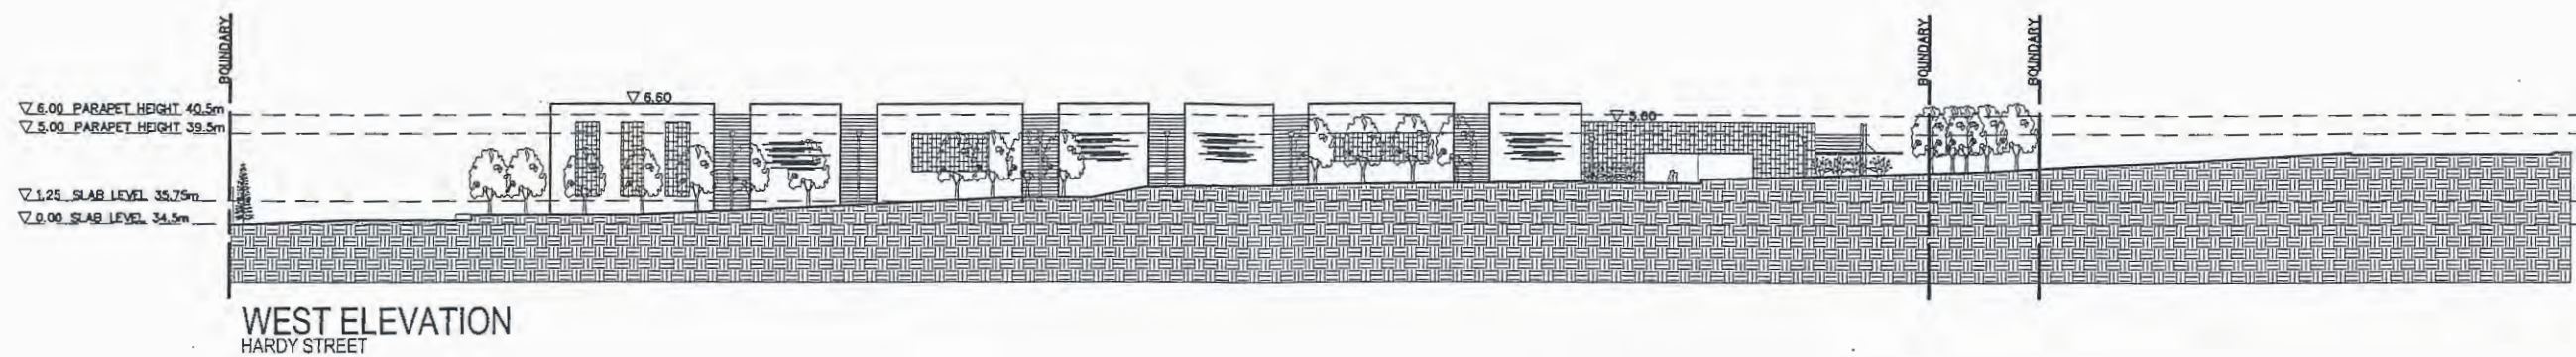 BOUNDARY
BOUNDARY
BOUNDARY
6.00 PARAPET HEIGHT 40.5m
6.60
5.00 PARAPET HEIGHT 39.5m
5.60
1.25 SLAB LEVEL 35.75m
0.00 SLAB LEVEL 34.5m
WEST ELEVATION
HARDY STREET